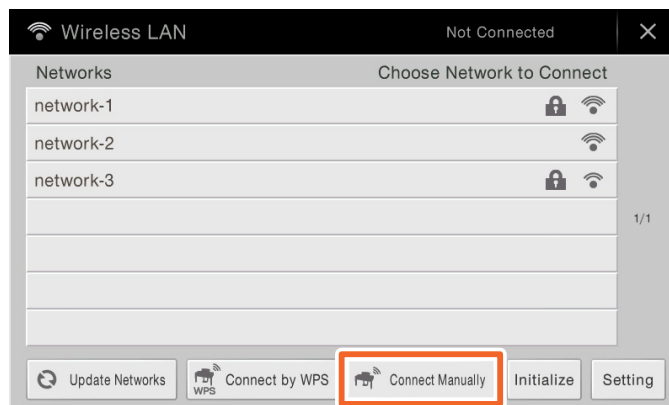 Wireless LAN Not Connected
Networks Choose Network to Connect
network-1
network-2
network-3
1/1
Update Networks WPS Connect by WPS Connect Manually Initialize Setting